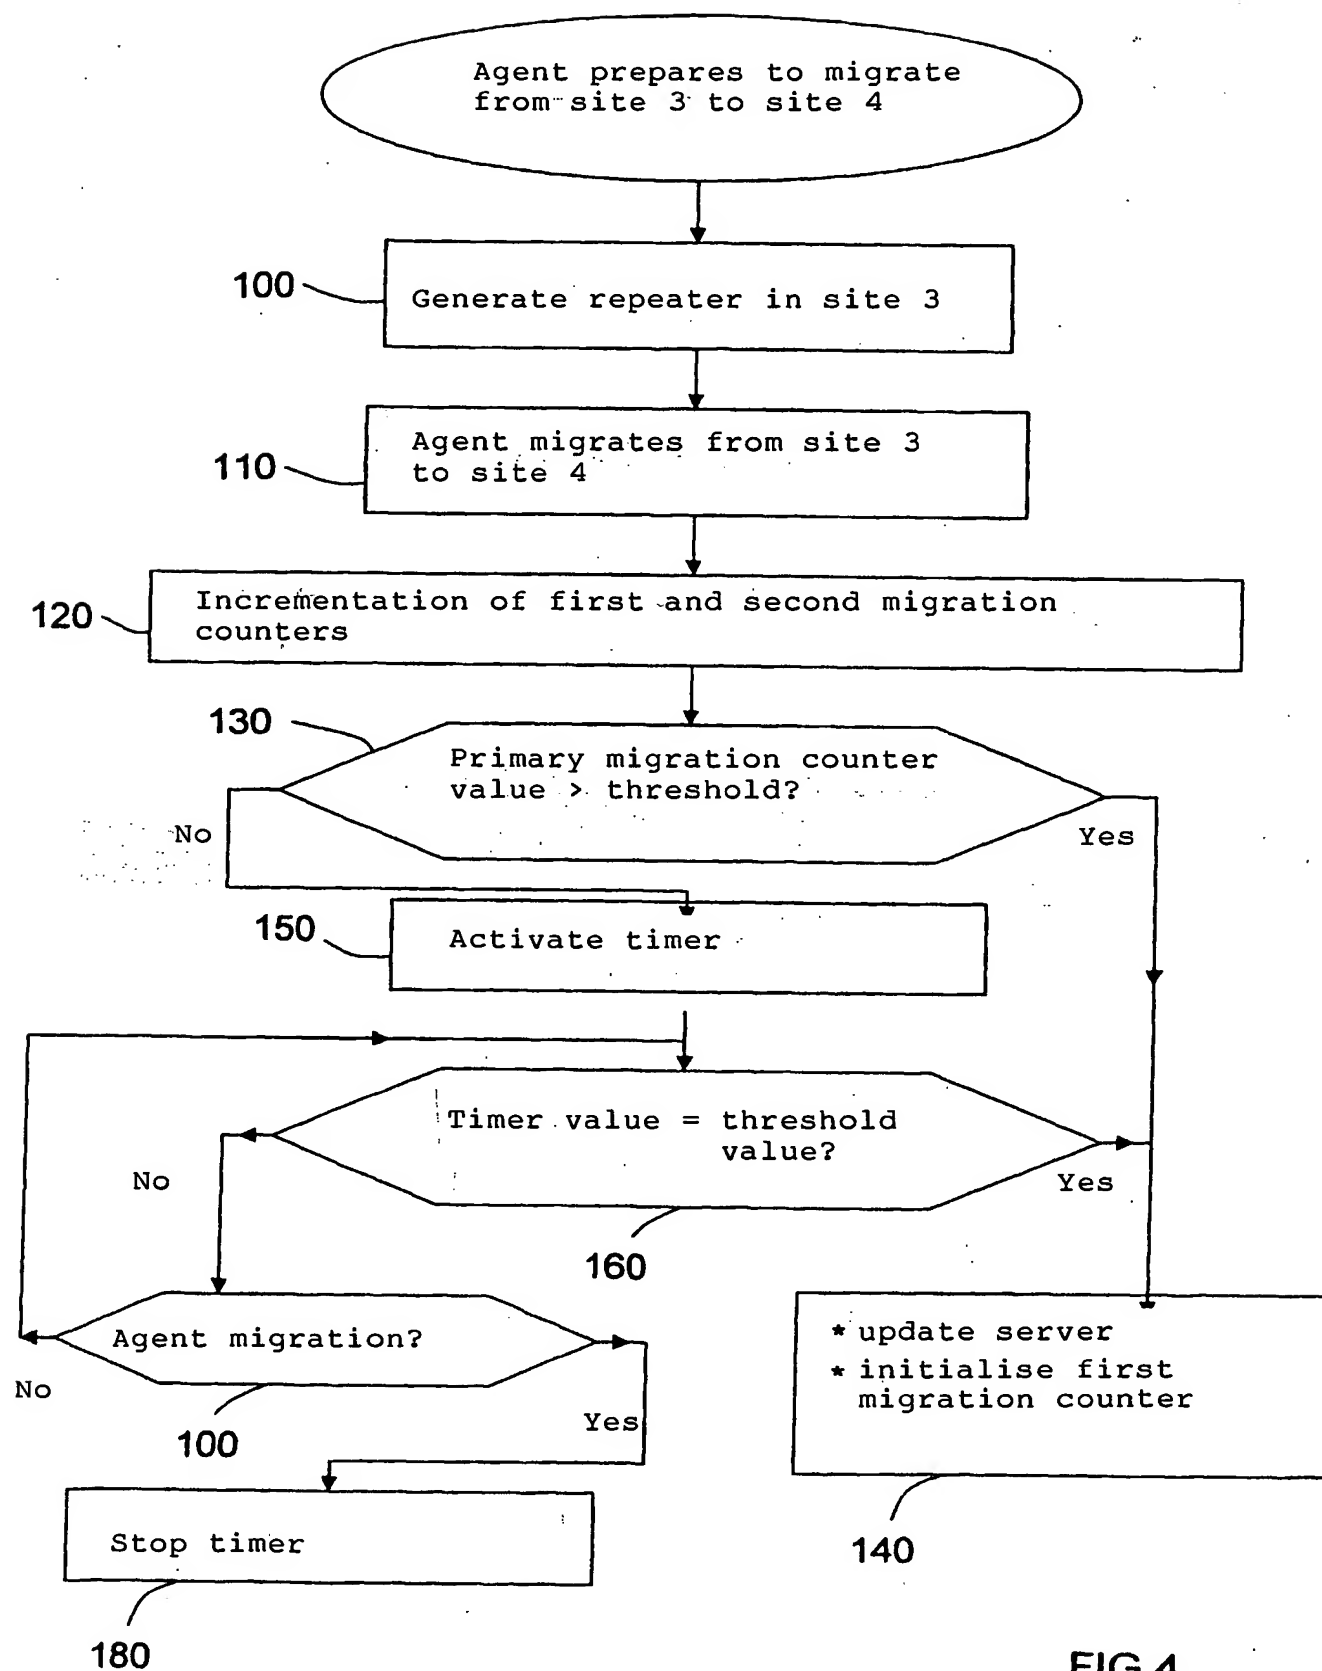 Agent prepares to migrate
from site 3 to site 4
100
Generate repeater in site 3
110
Agent migrates from site 3
to site 4
120
Incrementation of first and second migration
counters
130
Primary migration counter
value > threshold?
No
Yes
150
Activate timer
Timer value = threshold
value?
No
Yes
160
Agent migration?
No
Yes
100
* update server
* initialise first
migration counter
140
Stop timer
180
FIG.4